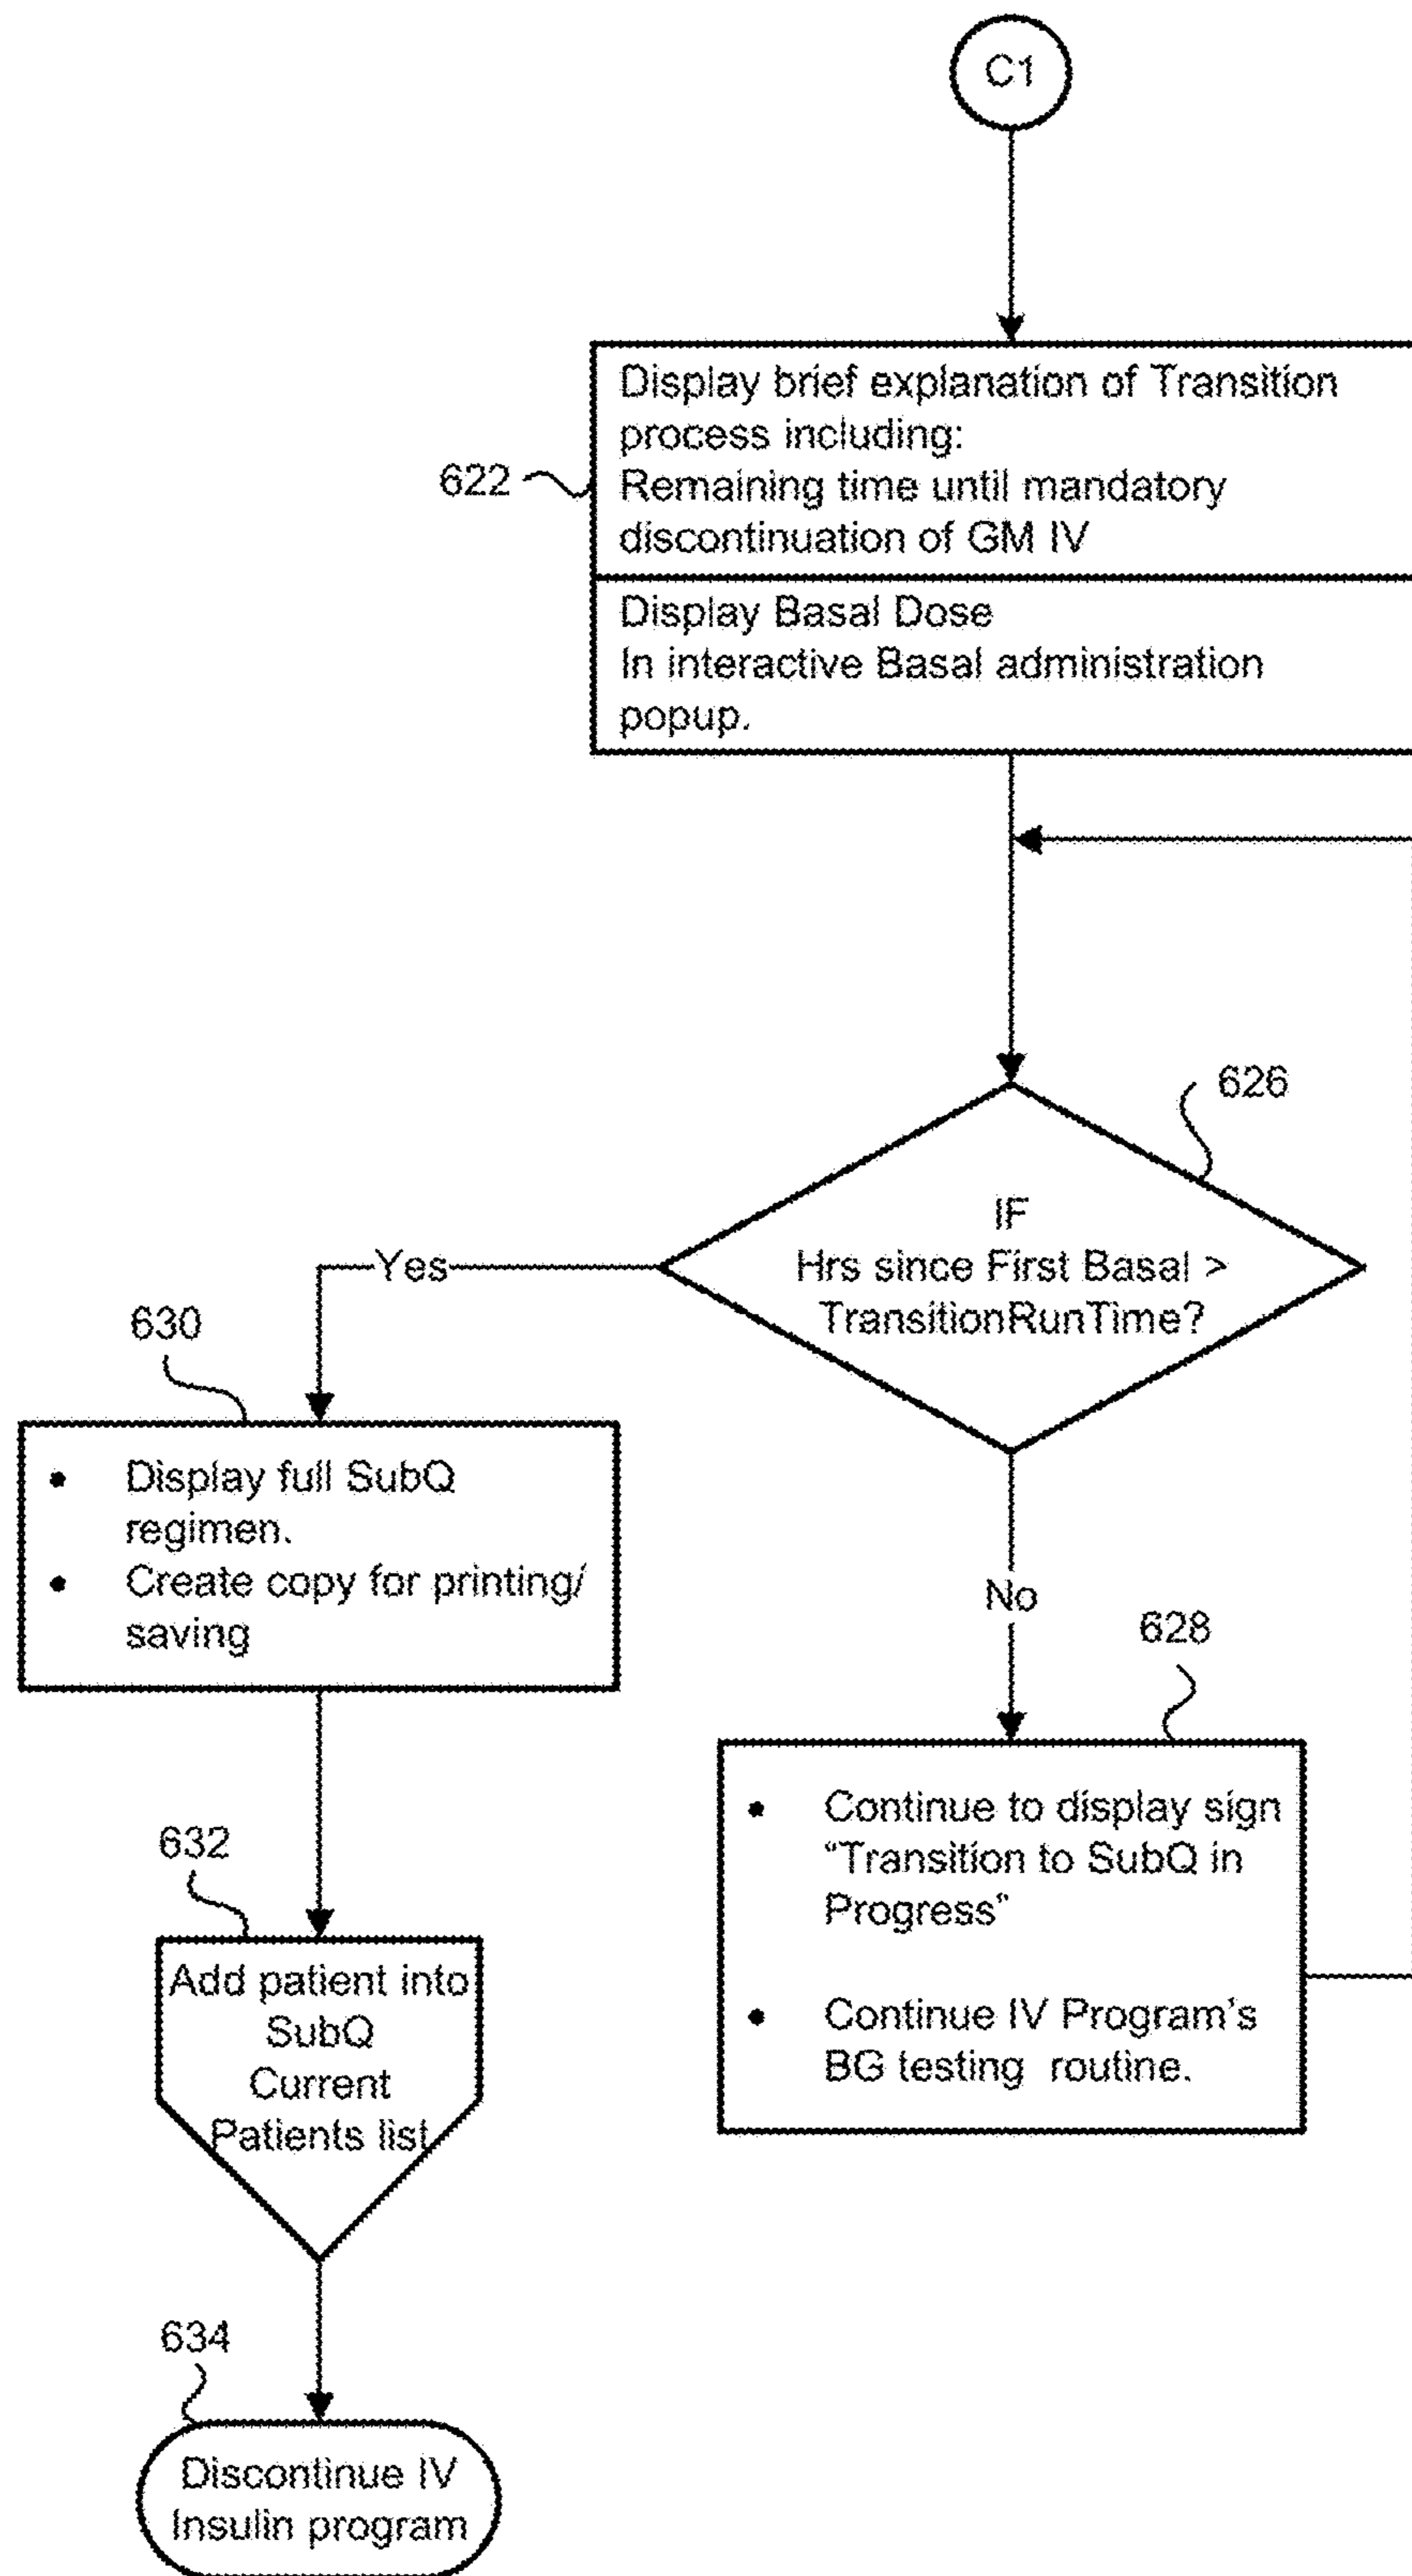 C1
Display brief explanation of Transition
process including:
622
Remaining time until mandatory
discontinuation of GM IV
Display Basal Dose
In interactive Basal administration
popup.
626
IF
Hrs since First Basal >
TransitionRunTime?
Yes
630
• Display full SubQ
regimen.
• Create copy for printing/
saving
No
628
• Continue to display sign
“Transition to SubQ in
Progress”
• Continue IV Program's
BG testing routine.
632
Add patient into
SubQ
Current
Patients list
634
Discontinue IV
Insulin program